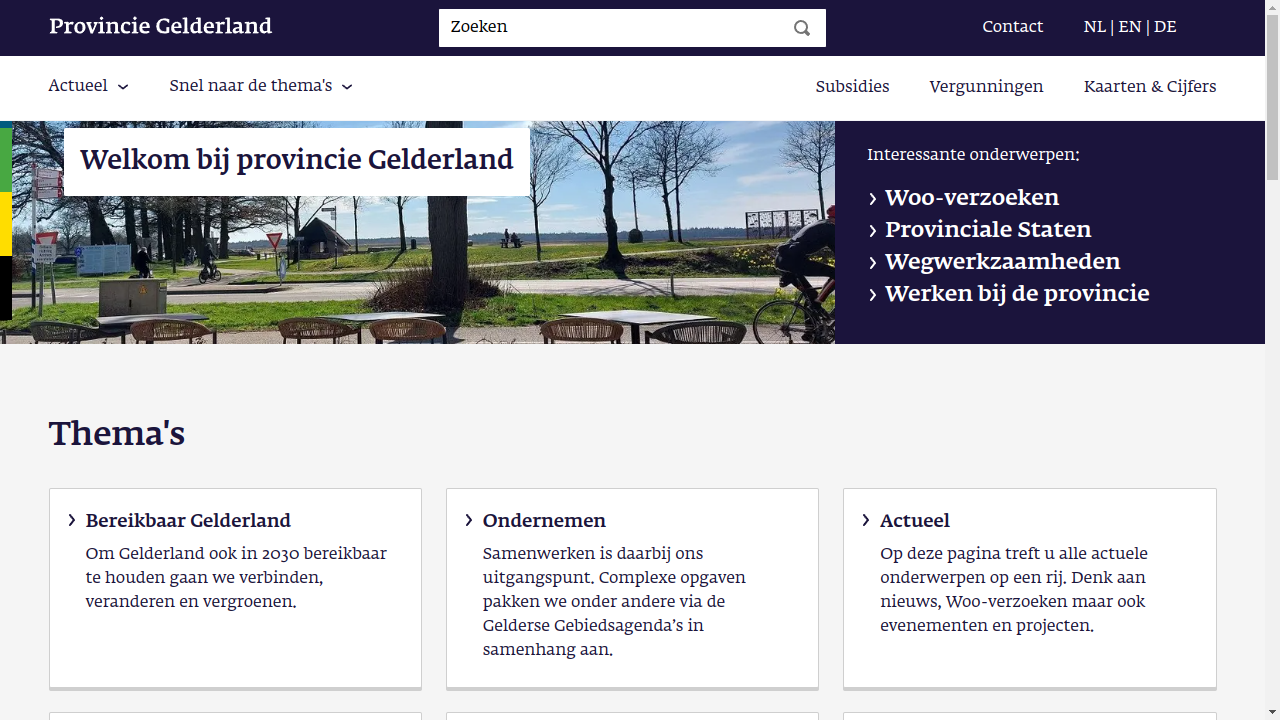 Provincie Gelderland
Zoeken
Contact
NL | EN | DE
Actueel
Snel naar de thema's
Subsidies
Vergunningen
Kaarten & Cijfers
Welkom bij provincie Gelderland
Interessante onderwerpen:
Woo-verzoeken
Provinciale Staten
Wegwerkzaamheden
Werken bij de provincie
Thema's
Bereikbaar Gelderland
Om Gelderland ook in 2030 bereikbaar
te houden gaan we verbinden,
veranderen en vergroenen.
Ondernemen
Samenwerken is daarbij ons
uitgangspunt. Complexe opgaven
pakken we onder andere via de
Gelderse Gebiedsagenda’s in
samenhang aan.
Actueel
Op deze pagina treft u alle actuele
onderwerpen op een rij. Denk aan
nieuws, Woo-verzoeken maar ook
evenementen en projecten.